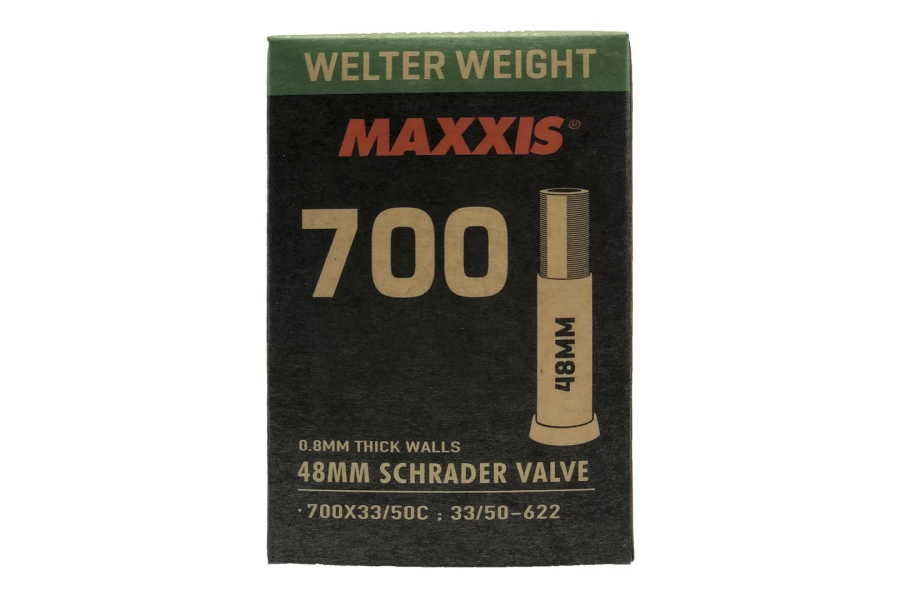 WELTER WEIGHT
MAXXIS®
700
48MM
0.8MM THICK WALLS
48MM SCHRADER VALVE
·700X33/50C ; 33/50-622